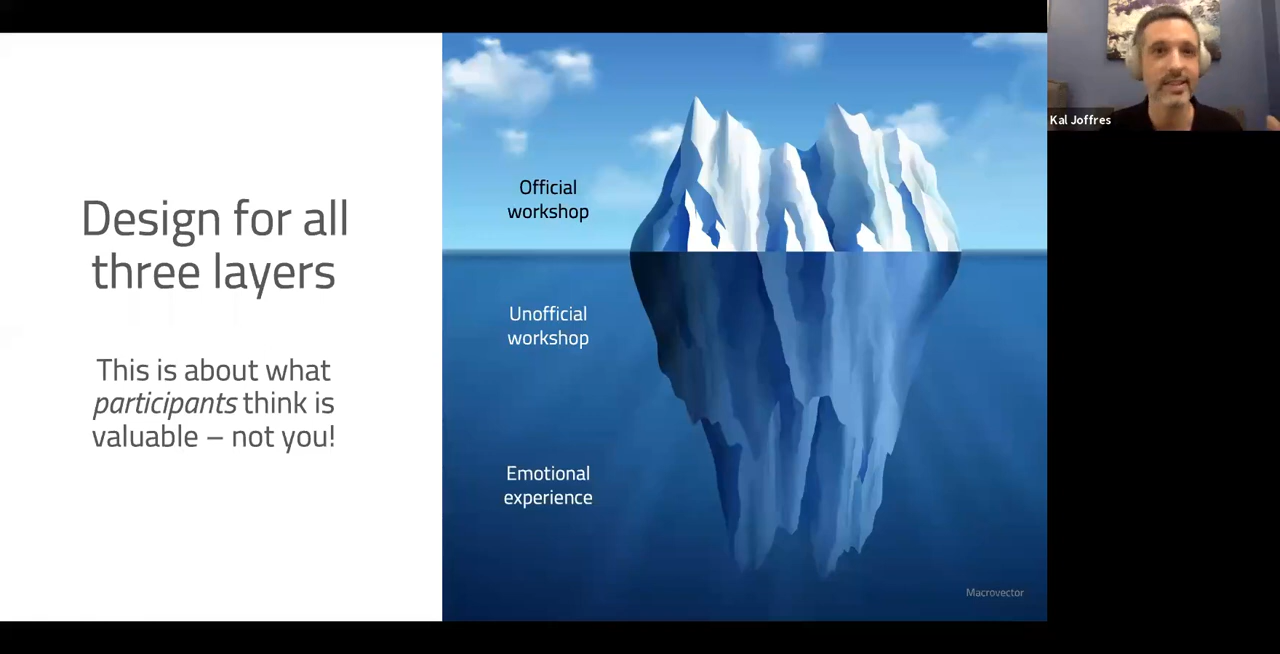 Design for all
three layers
This is about what
participants think is
valuable – not you!
Official
workshop
Unofficial
workshop
Emotional
experience
Macrovector
Kal Joffres